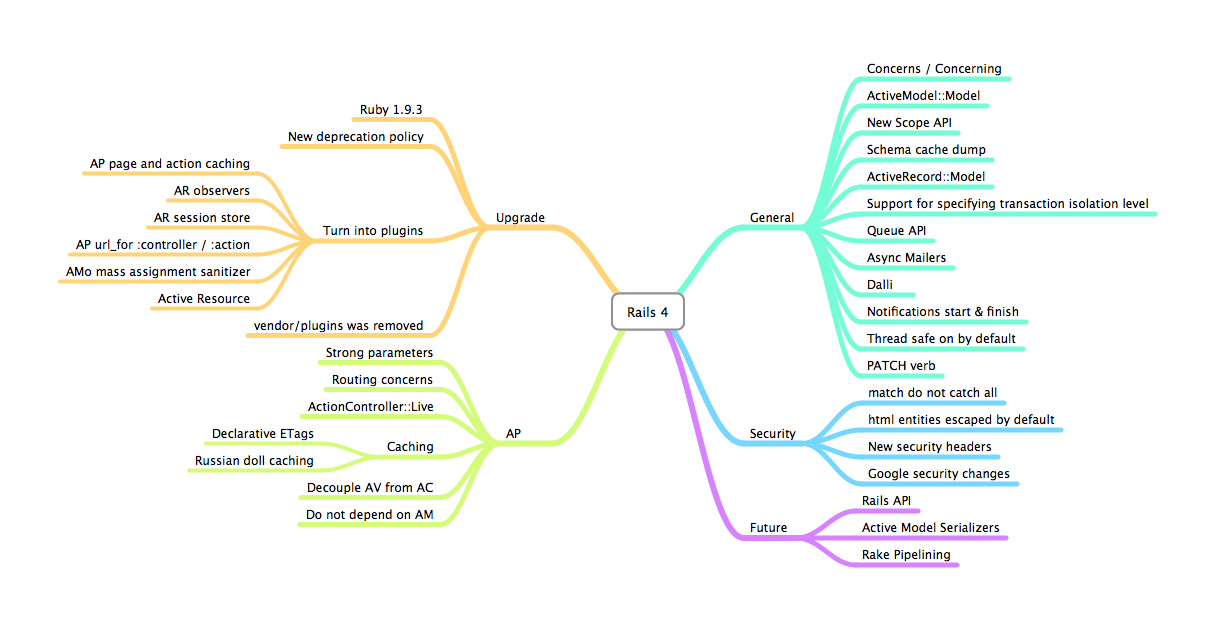 Rails 4
Upgrade
Ruby 1.9.3
New deprecation policy
Turn into plugins
AP page and action caching
AR observers
AR session store
AP url_for :controller / :action
AMo mass assignment sanitizer
Active Resource
vendor/plugins was removed
AP
Strong parameters
Routing concerns
ActionController::Live
Caching
Declarative ETags
Russian doll caching
Decouple AV from AC
Do not depend on AM
General
Concerns / Concerning
ActiveModel::Model
New Scope API
Schema cache dump
ActiveRecord::Model
Support for specifying transaction isolation level
Queue API
Async Mailers
Dalli
Notifications start & finish
Thread safe on by default
PATCH verb
Security
match do not catch all
html entities escaped by default
New security headers
Google security changes
Future
Rails API
Active Model Serializers
Rake Pipelining